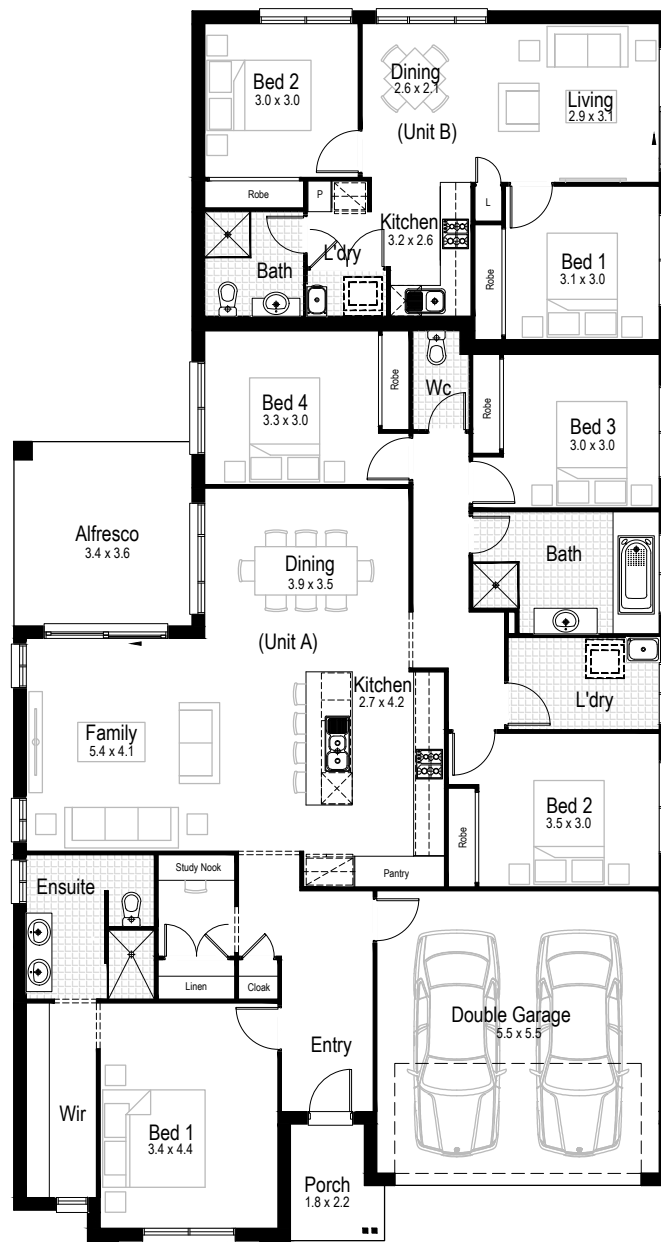 Bed 2
3.0 x 3.0
Dining
2.6 x 2.1
(Unit B)
Living
2.9 x 3.1
Robe
P
L
Kitchen
3.2 x 2.6
L'dry
Bath
Robe
Bed 1
3.1 x 3.0
Bed 4
3.3 x 3.0
Robe
Wc
Robe
Bed 3
3.0 x 3.0
Alfresco
3.4 x 3.6
Dining
3.9 x 3.5
Bath
(Unit A)
Kitchen
2.7 x 4.2
L'dry
Family
5.4 x 4.1
Robe
Bed 2
3.5 x 3.0
Study Nook
Pantry
Ensuite
Linen
Cloak
Double Garage
5.5 x 5.5
Entry
Wir
Bed 1
3.4 x 4.4
Porch
1.8 x 2.2